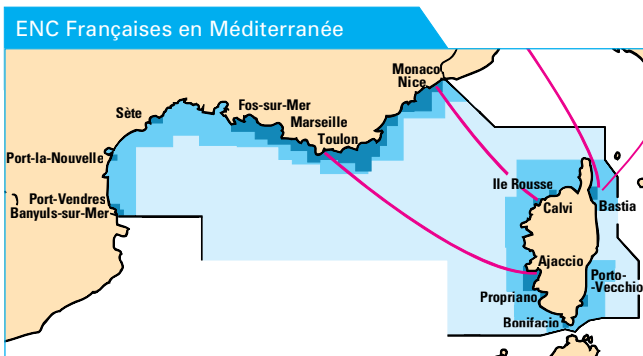 ENC Françaises en Méditerranée
Monaco
Nice
Fos-sur-Mer
Sète
Marseille
Toulon
Port-la-Nouvelle
Ile Rousse
Port-Vendres
Banyuls-sur-Mer
Calvi
Bastia
Ajaccio
Porto-
-Vecchio
Propriano
Bonifacio